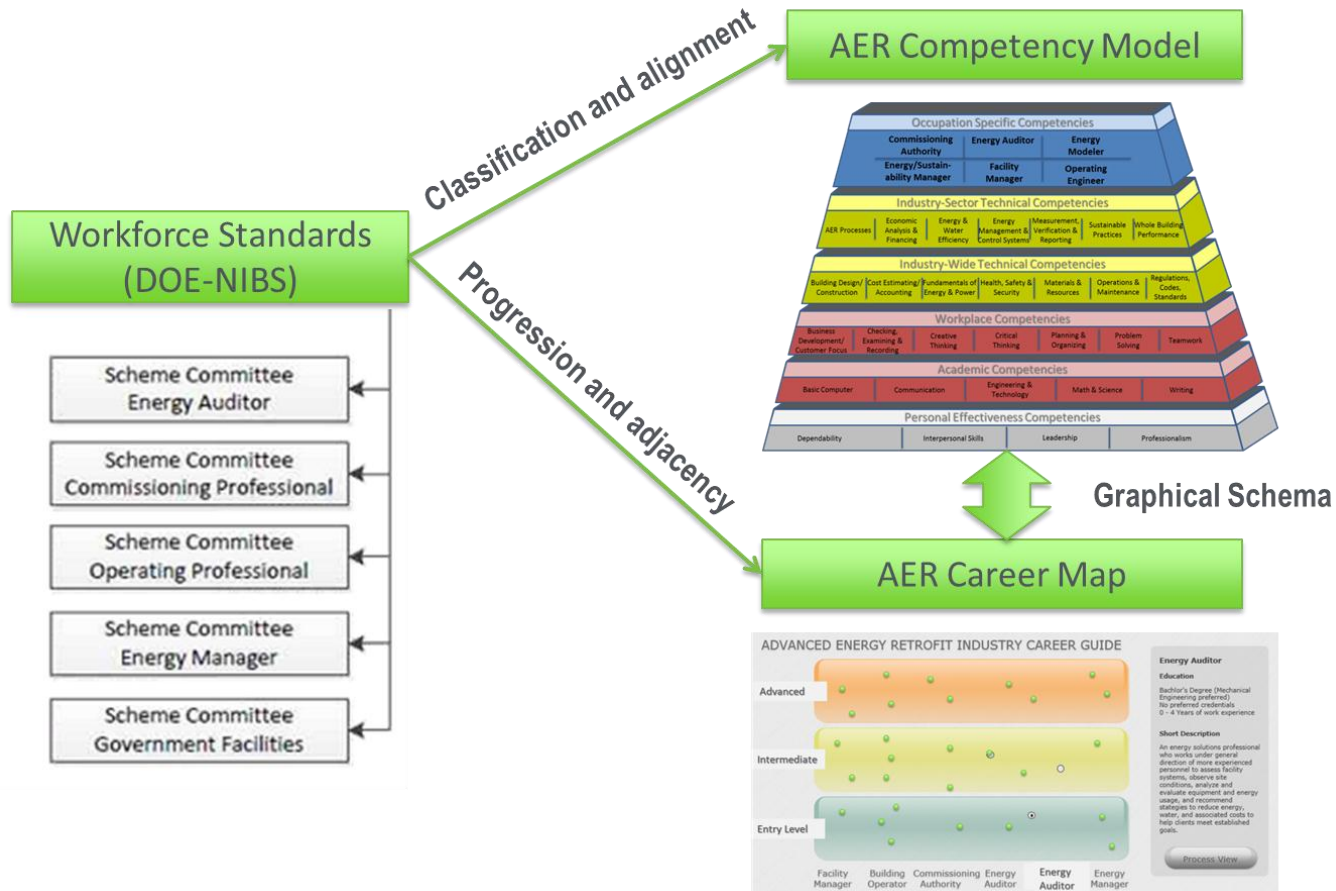 Classification and alignment
AER Competency Model
Workforce Standards
(DOE-NIBS)
Progression and adjacency
Scheme Committee
Energy Auditor
Scheme Committee
Commissioning Professional
Scheme Committee
Operating Professional
Scheme Committee
Energy Manager
Scheme Committee
Government Facilities
Occupation Specific Competencies
Commissioning
Authority
Energy Auditor
Energy
Modeler
Energy/Sustain-
ability Manager
Facility
Manager
Operating
Engineer
Industry-Sector Technical Competencies
AER Processes
Economic
Analysis &
Financing
Energy &
Water
Efficiency
Energy
Management &
Control Systems
Measurement,
Verification &
Reporting
Sustainable
Practices
Whole Building
Performance
Industry-Wide Technical Competencies
Building Design/
Construction
Cost Estimating/
Accounting
Fundamentals of
Energy & Power
Health, Safety &
Security
Materials &
Resources
Operations &
Maintenance
Regulations,
Codes,
Standards
Workplace Competencies
Business
Development/
Customer Focus
Checking,
Examining &
Recording
Creative
Thinking
Critical
Thinking
Planning &
Organizing
Problem
Solving
Teamwork
Academic Competencies
Basic Computer
Communication
Engineering &
Technology
Math & Science
Writing
Personal Effectiveness Competencies
Dependability
Interpersonal Skills
Leadership
Professionalism
Graphical Schema
AER Career Map
ADVANCED ENERGY RETROFIT INDUSTRY CAREER GUIDE
Advanced
Intermediate
Entry Level
Facility
Manager
Building
Operator
Commissioning
Authority
Energy
Auditor
Energy
Auditor
Energy
Manager
Energy Auditor
Education
Bachlor's Degree (Mechanical
Engineering preferred)
No preferred credentials
0 - 4 Years of work experience
Short Description
An energy solutions professional
who works under general
direction of more experienced
personnel to assess facility
systems, observe site
conditions, analyze and
evaluate equipment and energy
usage, and recommend
stategies to reduce energy,
water, and associated costs to
help clients meet established
goals.
Process View